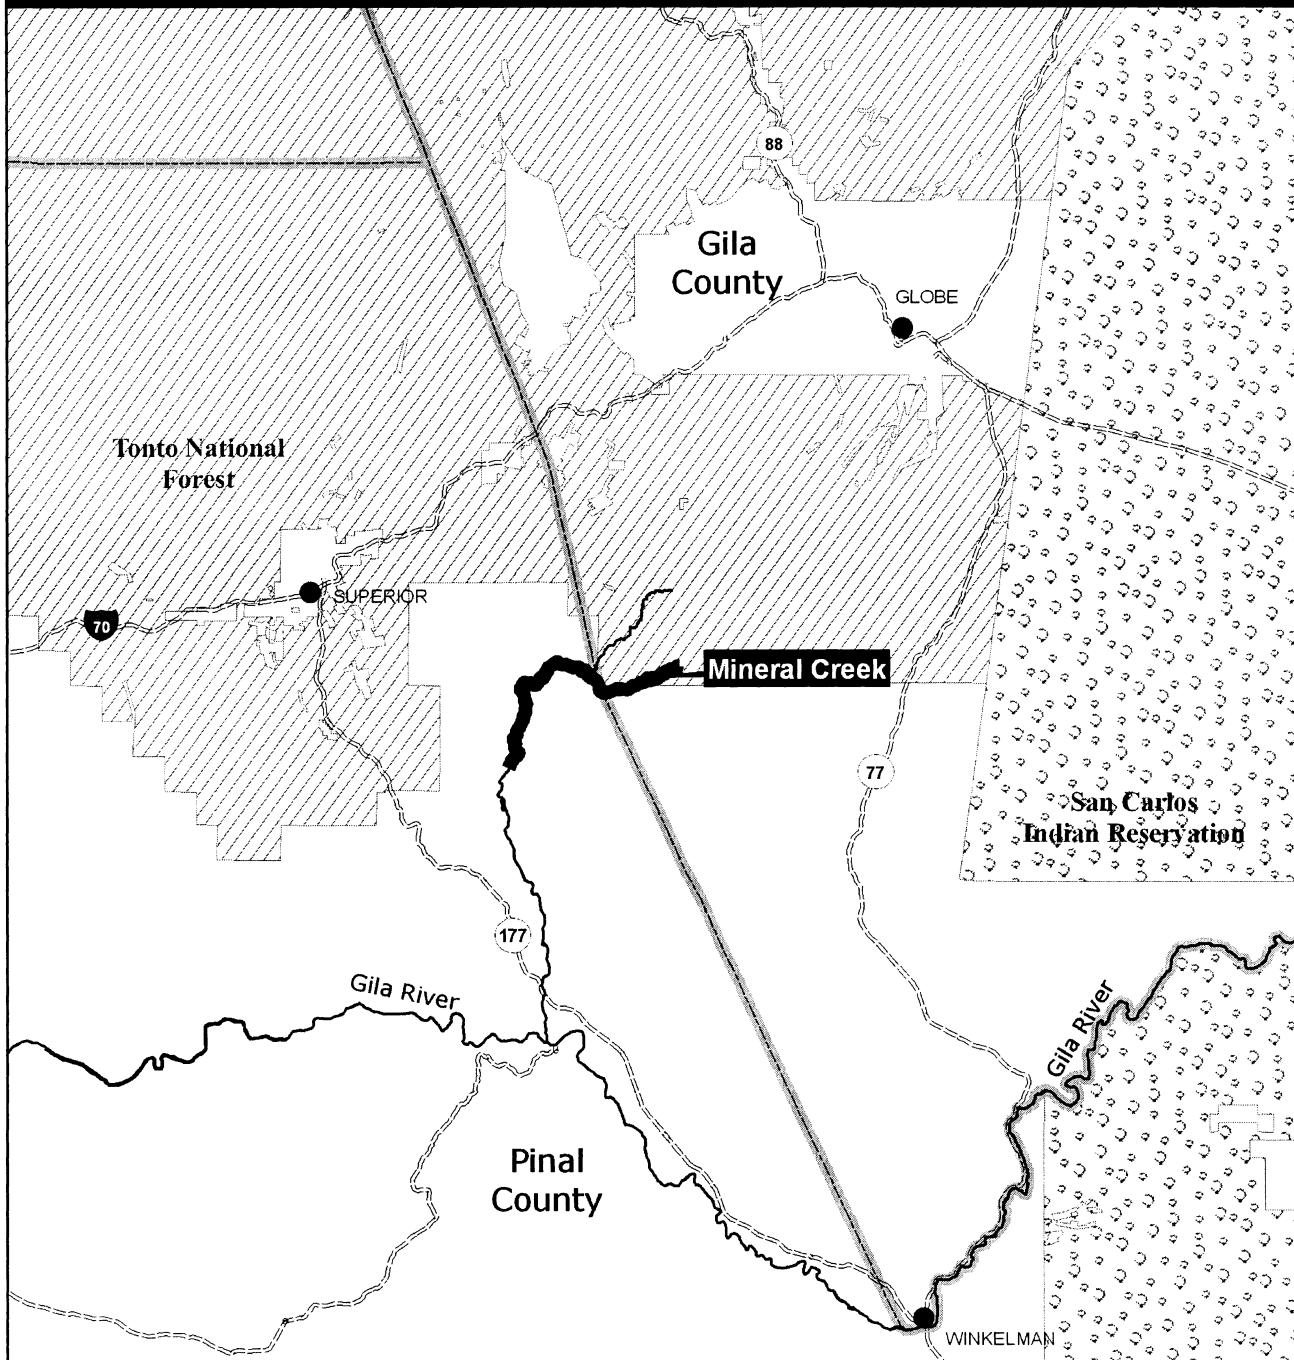 88
Gila
County
GLOBE
Tonto National
Forest
SUPERIOR
70
Mineral Creek
77
San Carlos
Indian Reservation
177
Gila River
Gila River
Pinal
County
WINKELMAN